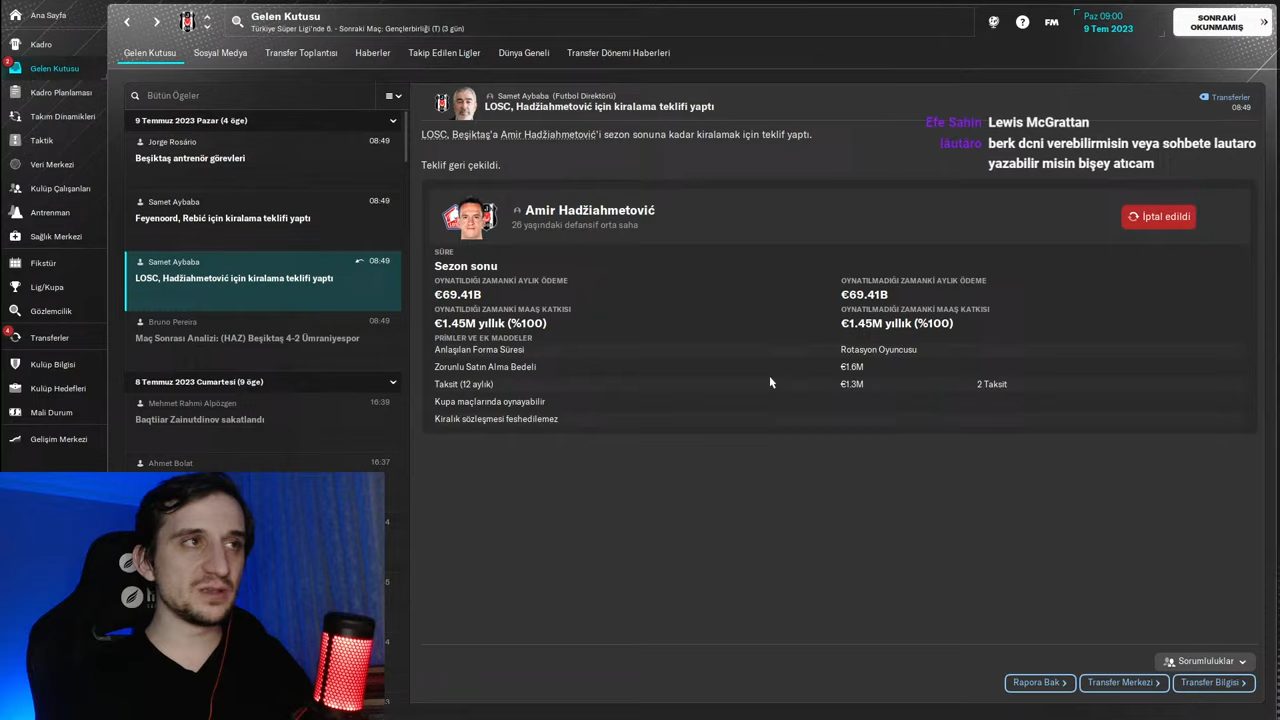 Ana Sayfa
Kadro
2
Gelen Kutusu
Kadro Planlaması
Takım Dinamikleri
Taktik
Veri Merkezi
Kulüp Çalışanları
Antrenman
Sağlık Merkezi
Fikstür
Lig/Kupa
Gözlemcilik
4
Transferler
Kulüp Bilgisi
Kulüp Hedefleri
Mali Durum
Gelişim Merkezi
Gelen Kutusu
Türkiye Süper Ligi'nde 6. - Sonraki Maç: Gençlerbirliği (T) (3 gün)
FM
Paz 09:00
9 Tem 2023
SONRAKİ
OKUNMAMIŞ
Gelen Kutusu Sosyal Medya Transfer Toplantısı Haberler Takip Edilen Ligler Dünya Geneli Transfer Dönemi Haberleri
Bütün Ögeler
9 Temmuz 2023 Pazar (4 öge)
Jorge Rosário 08:49
Beşiktaş antrenör görevleri
Samet Aybaba 08:49
Feyenoord, Rebić için kiralama teklifi yaptı
Samet Aybaba 08:49
LOSC, Hadžiahmetović için kiralama teklifi yaptı
Bruno Pereira 08:49
Maç Sonrası Analizi: (HAZ) Beşiktaş 4-2 Ümraniyespor
8 Temmuz 2023 Cumartesi (9 öge)
Mehmet Rahmi Alpözgen 16:39
Baqtiiar Zainutdinov sakatlandı
Ahmet Bolat 16:37
Samet Aybaba (Futbol Direktörü)
LOSC, Hadžiahmetović için kiralama teklifi yaptı
Transferler
08:49
LOSC, Beşiktaş'a Amir Hadžiahmetović'i sezon sonuna kadar kiralamak için teklif yaptı.
Teklif geri çekildi.
Efe Sahin Lewis McGrattan
läutäro berk dcni verebilirmisin veya sohbete lautaro
yazabilir misin bişey atıcam
Amir Hadžiahmetović
26 yaşındaki defansif orta saha
İptal edildi
SÜRE
Sezon sonu
OYNATILDIĞI ZAMANKİ AYLIK ÖDEME OYNATILMADIĞI ZAMANKİ AYLIK ÖDEME
€69.41B €69.41B
OYNATILDIĞI ZAMANKİ MAAŞ KATKISI OYNATILMADIĞI ZAMANKİ MAAŞ KATKISI
€1.45M yıllık (%100) €1.45M yıllık (%100)
PRİMLER VE EK MADDELER
Anlaşılan Forma Süresi Rotasyon Oyuncusu
Zorunlu Satın Alma Bedeli €1.6M
Taksit (12 aylık) €1.3M 2 Taksit
Kupa maçlarında oynayabilir
Kiralık sözleşmesi feshedilemez
Sorumluluklar
Rapora Bak Transfer Merkezi Transfer Bilgisi